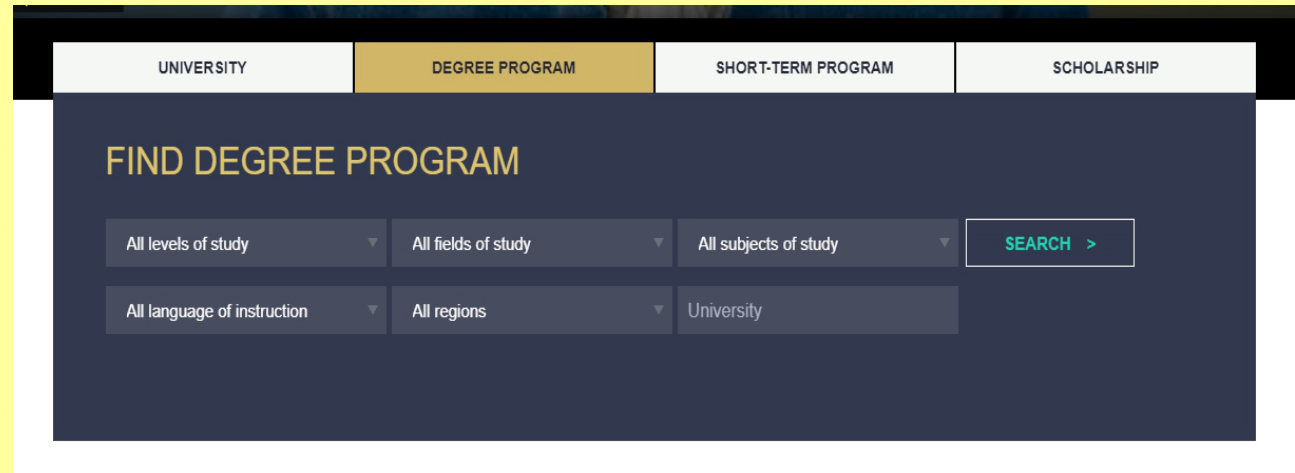 UNIVERSITY DEGREE PROGRAM SHORT-TERM PROGRAM SCHOLARSHIP
FIND DEGREE PROGRAM
All levels of study All fields of study All subjects of study SEARCH >
All language of instruction All regions University